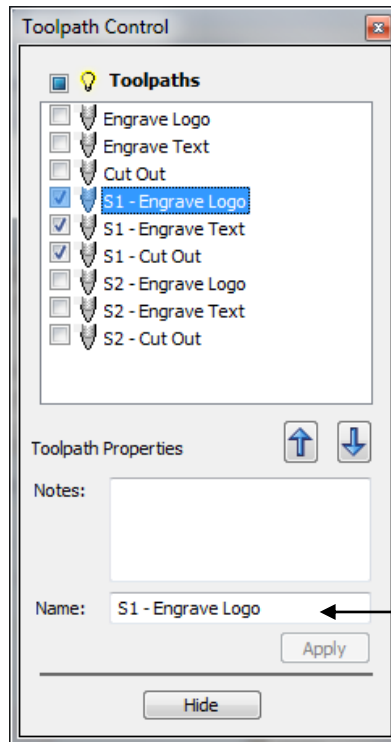 Toolpath Control
Toolpaths
Engrave Logo
Engrave Text
Cut Out
S1 - Engrave Logo
S1 - Engrave Text
S1 - Cut Out
S2 - Engrave Logo
S2 - Engrave Text
S2 - Cut Out
Toolpath Properties
Notes:
Name: S1 - Engrave Logo
Apply
Hide